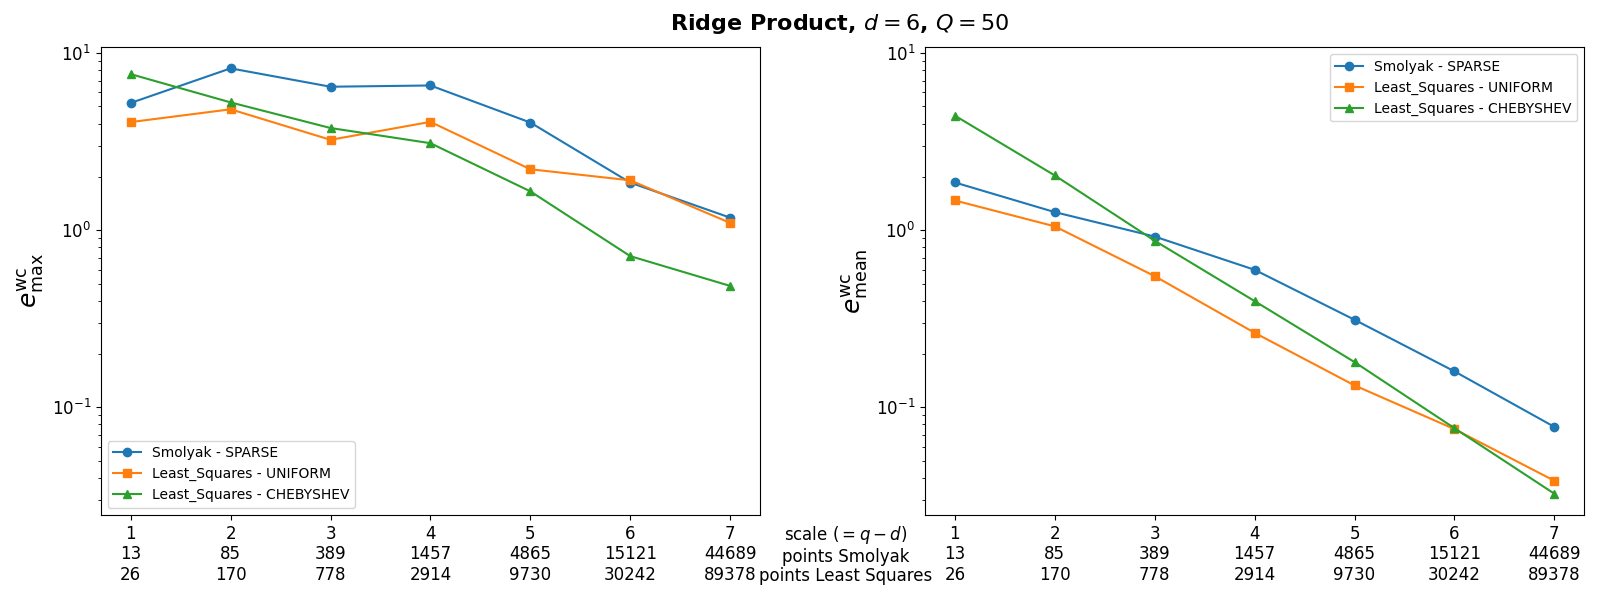 Ridge Product, d = 6, Q = 50
10¹
10⁰
10⁻¹
e^wc_max
Smolyak - SPARSE
Least_Squares - UNIFORM
Least_Squares - CHEBYSHEV
1 2 3 4 5 6 7
13 85 389 1457 4865 15121 44689
26 170 778 2914 9730 30242 89378
scale (= q − d)
points Smolyak
points Least Squares
10¹
10⁰
10⁻¹
e^wc_mean
Smolyak - SPARSE
Least_Squares - UNIFORM
Least_Squares - CHEBYSHEV
1 2 3 4 5 6 7
13 85 389 1457 4865 15121 44689
26 170 778 2914 9730 30242 89378